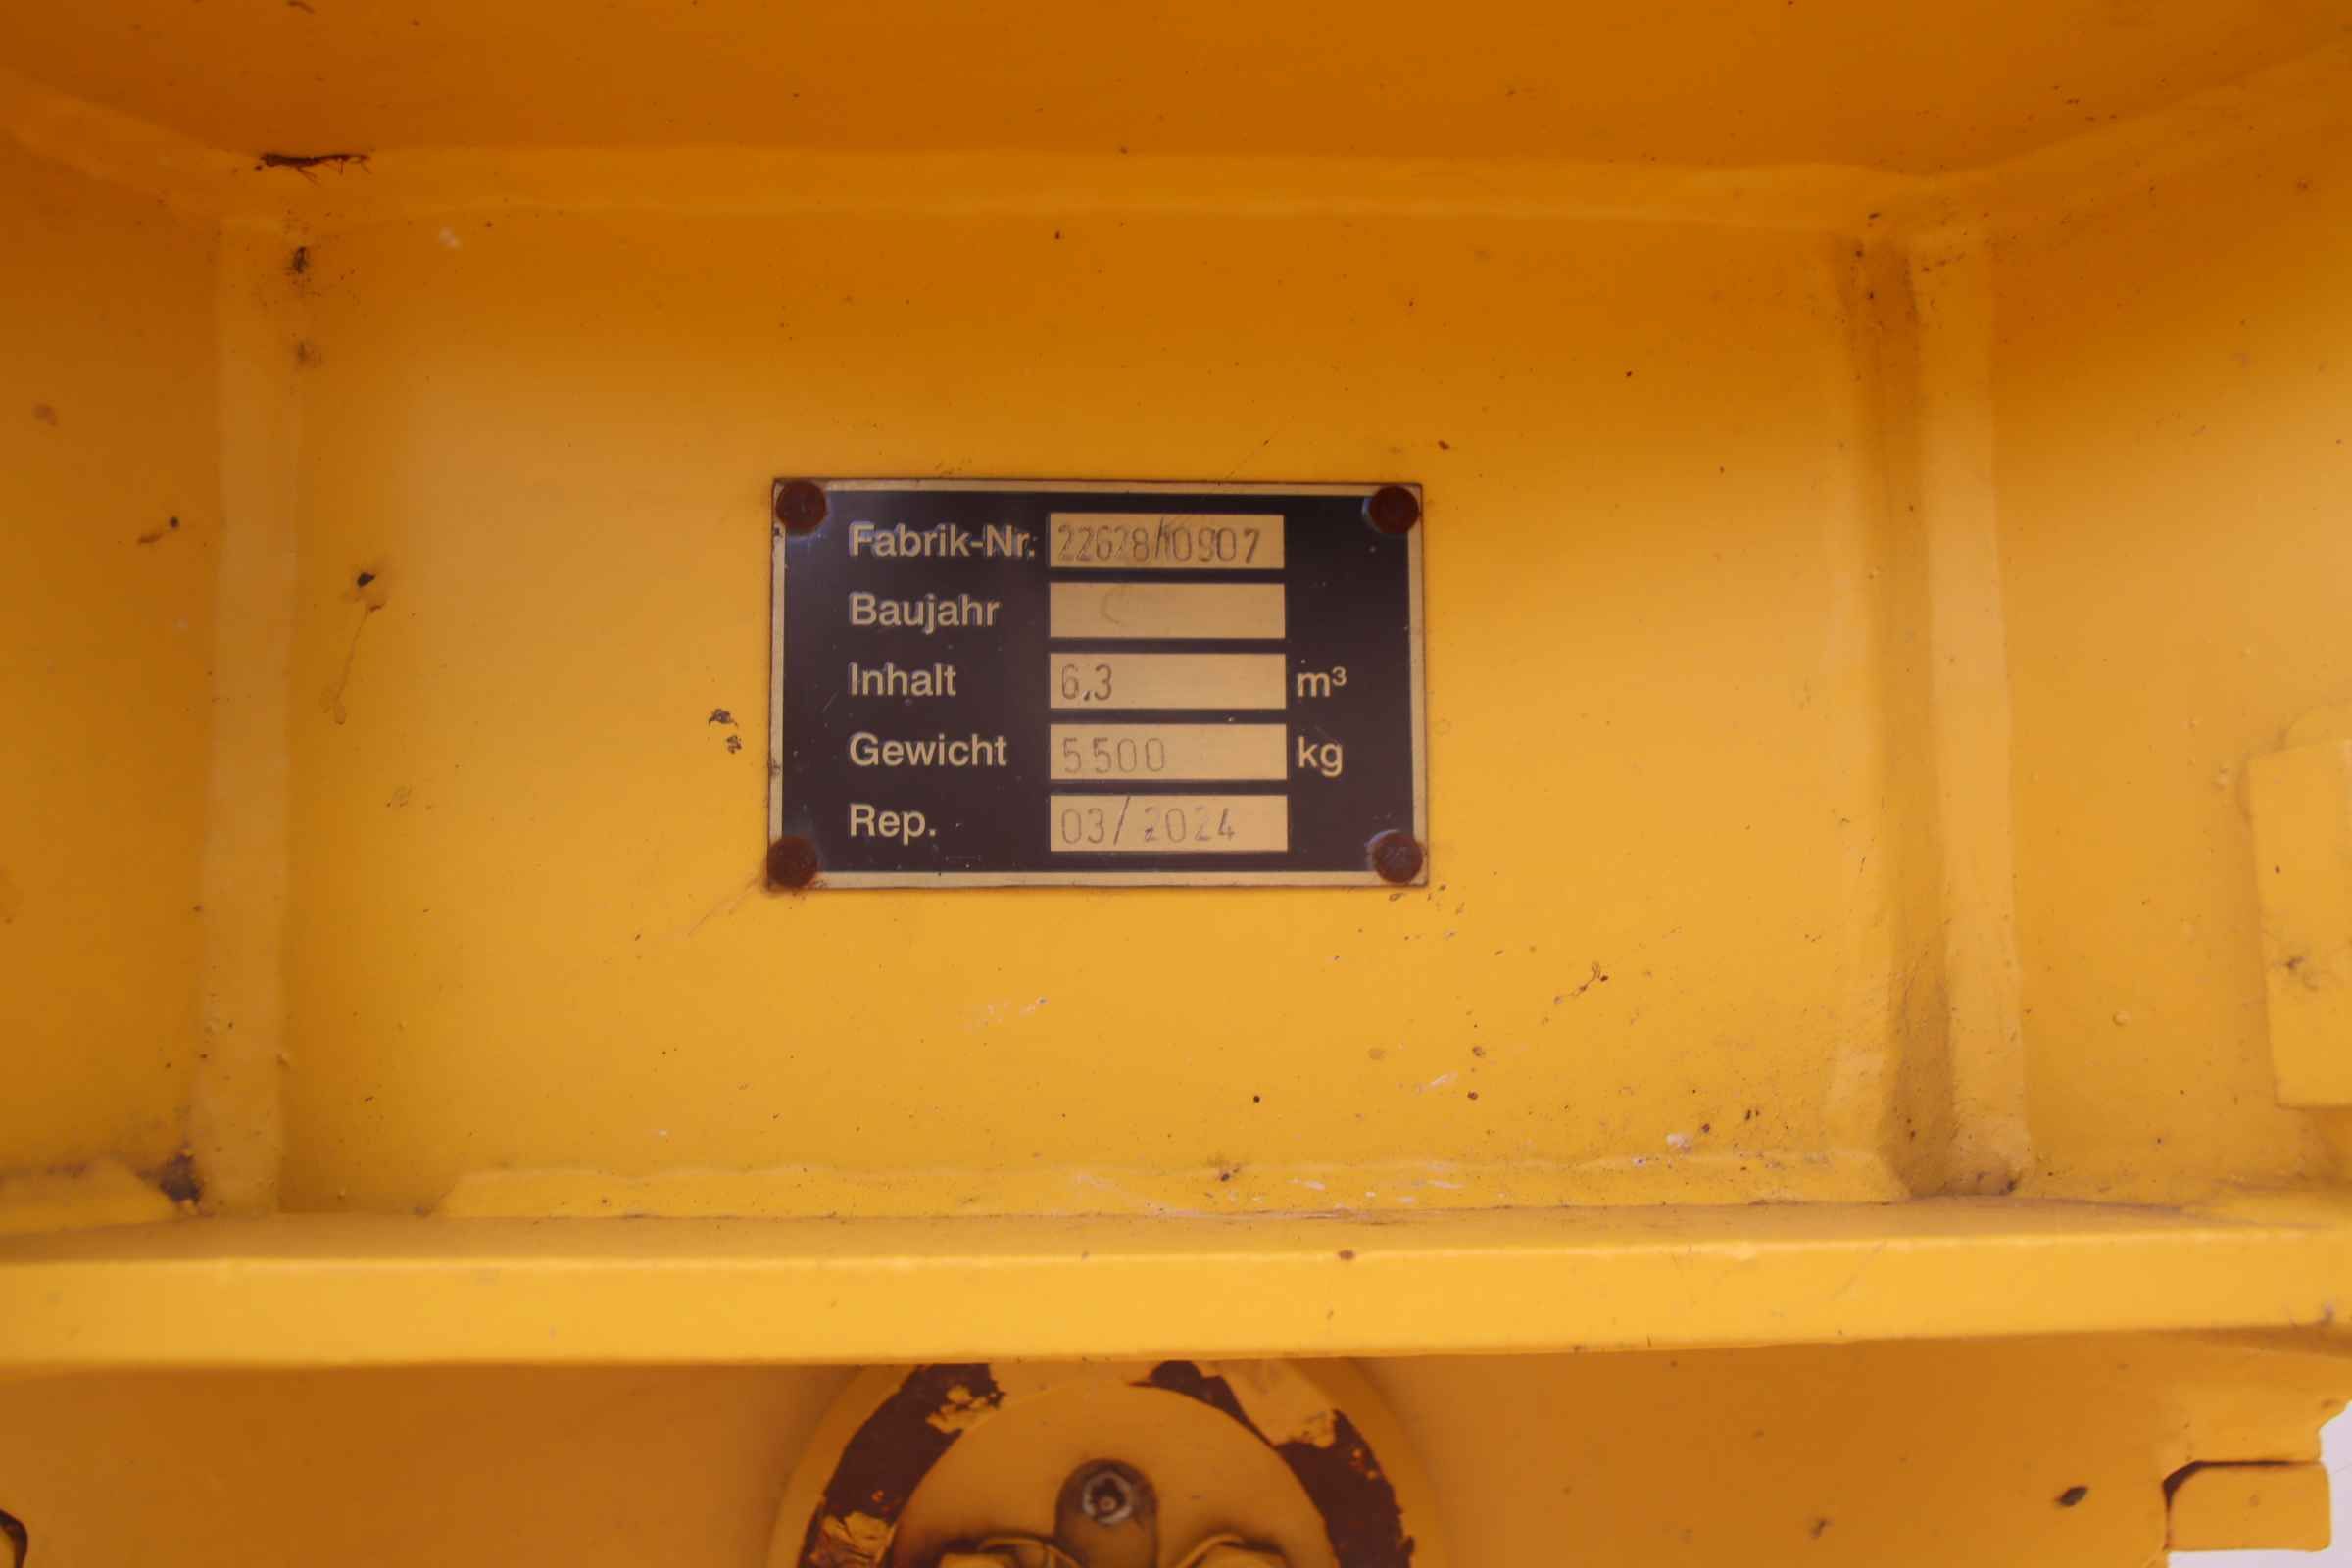 Fabrik-Nr. 22628/10907
Baujahr
Inhalt 6.3 m³
Gewicht 5500 kg
Rep. 03/2024